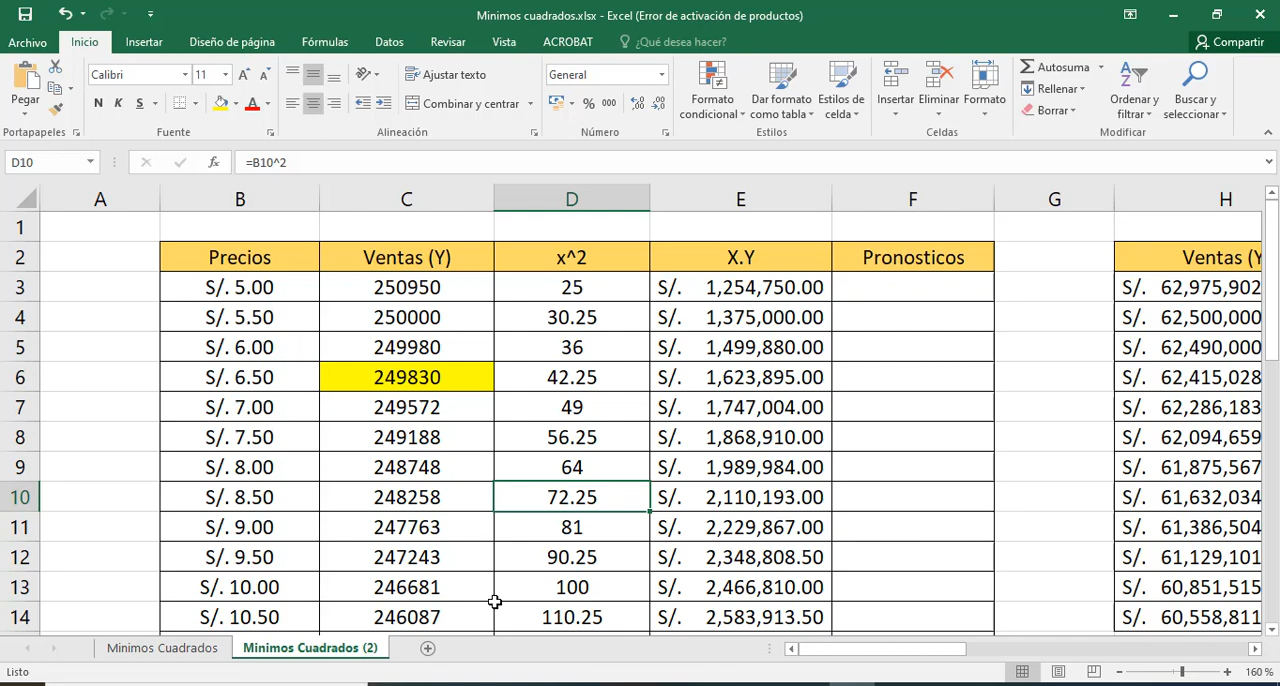 Minimos cuadrados.xlsx - Excel (Error de activación de productos)
Archivo Inicio Insertar Diseño de página Fórmulas Datos Revisar Vista ACROBAT ¿Qué desea hacer? Compartir
Pegar
Calibri 11
N K S
Ajustar texto
Combinar y centrar
General
% 000
Formato condicional
Dar formato como tabla
Estilos de celda
Insertar Eliminar Formato
Autosuma
Rellenar
Borrar
Ordenar y filtrar
Buscar y seleccionar
Portapapeles Fuente Alineación Número Estilos Celdas Modificar
D10 fx =B10^2
A B C D E F G H
1
2 Precios Ventas (Y) x^2 X.Y Pronosticos Ventas (Y
3 S/. 5.00 250950 25 S/. 1,254,750.00 S/. 62,975,902
4 S/. 5.50 250000 30.25 S/. 1,375,000.00 S/. 62,500,000
5 S/. 6.00 249980 36 S/. 1,499,880.00 S/. 62,490,000
6 S/. 6.50 249830 42.25 S/. 1,623,895.00 S/. 62,415,028
7 S/. 7.00 249572 49 S/. 1,747,004.00 S/. 62,286,183
8 S/. 7.50 249188 56.25 S/. 1,868,910.00 S/. 62,094,659
9 S/. 8.00 248748 64 S/. 1,989,984.00 S/. 61,875,567
10 S/. 8.50 248258 72.25 S/. 2,110,193.00 S/. 61,632,034
11 S/. 9.00 247763 81 S/. 2,229,867.00 S/. 61,386,504
12 S/. 9.50 247243 90.25 S/. 2,348,808.50 S/. 61,129,101
13 S/. 10.00 246681 100 S/. 2,466,810.00 S/. 60,851,515
14 S/. 10.50 246087 110.25 S/. 2,583,913.50 S/. 60,558,811
Minimos Cuadrados Minimos Cuadrados (2)
Listo 160 %